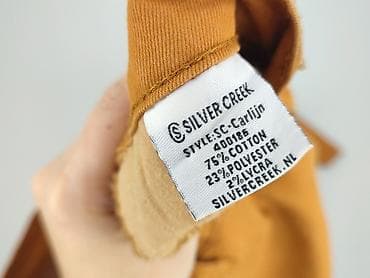 SILVER CREEK
STYLE:SC-Carlijn
400186
75% COTTON
23% POLYESTER
2% LYCRA
SILVERCREEK.NL